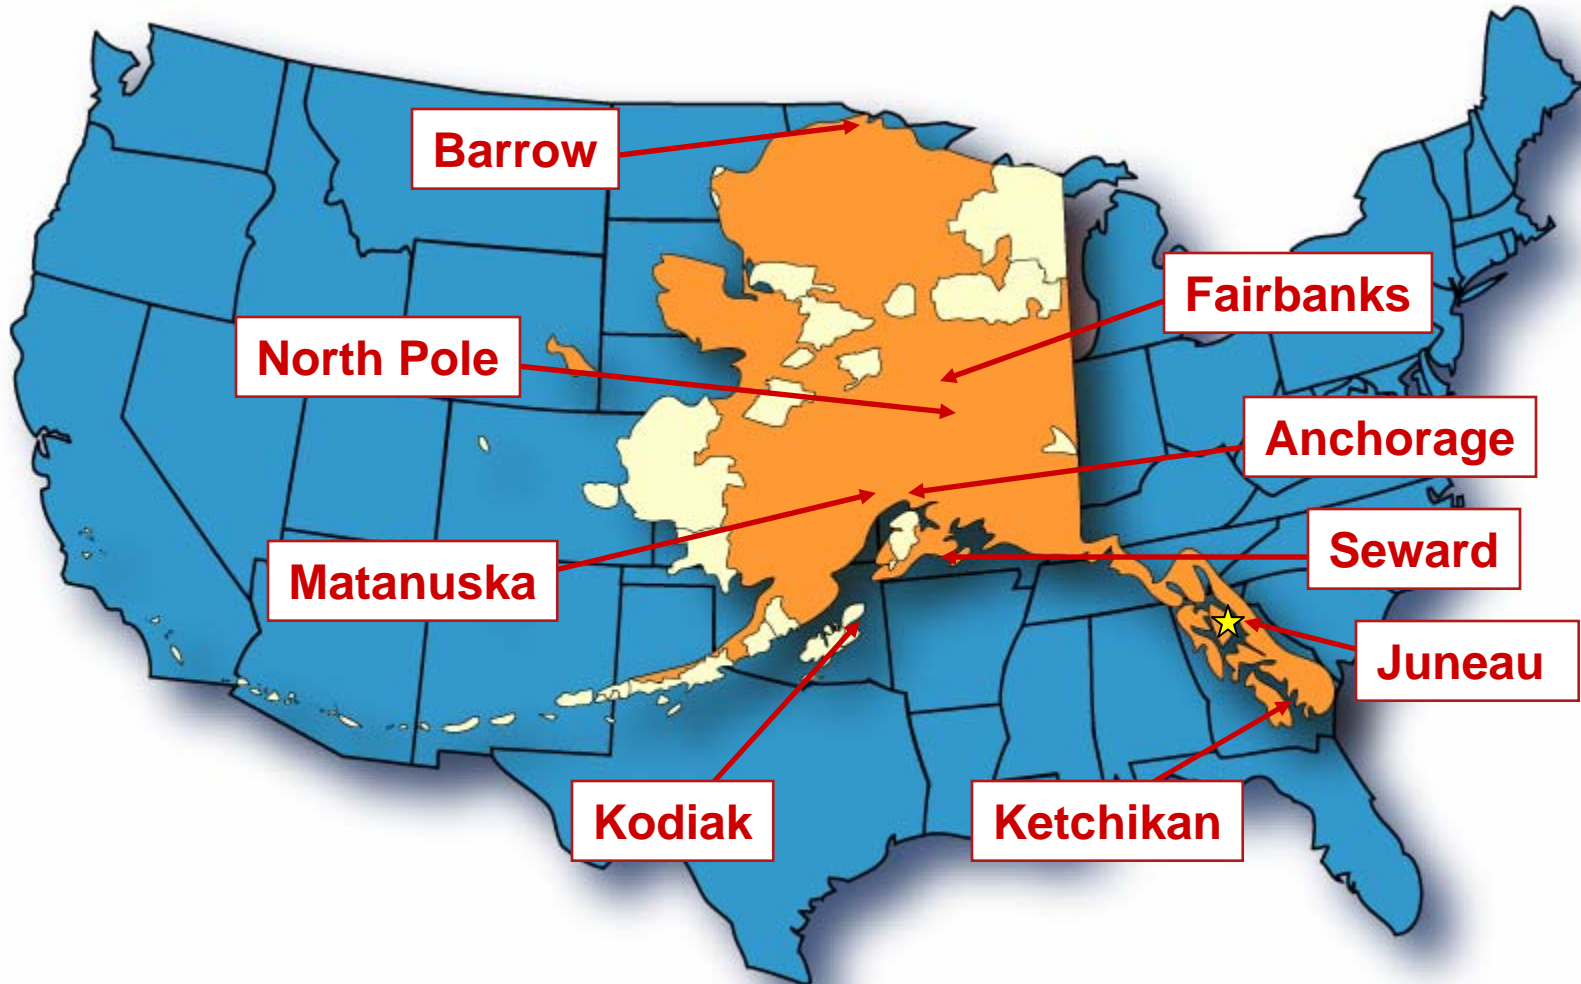 Barrow
Fairbanks
North Pole
Anchorage
Seward
Matanuska
Juneau
Kodiak
Ketchikan